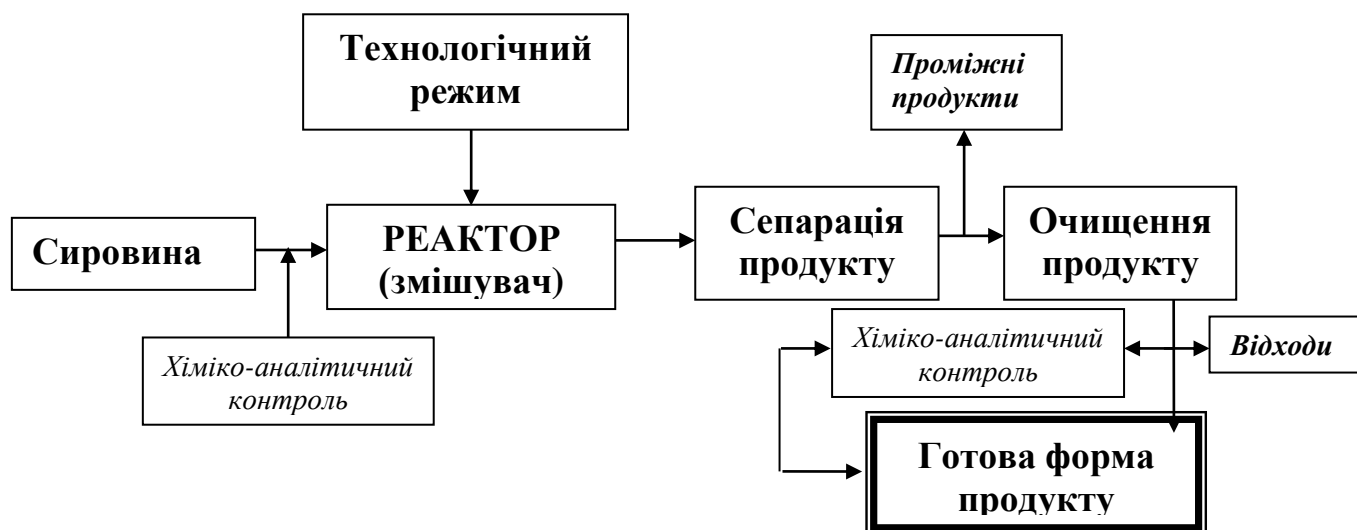 Технологічний
режим
Проміжні
продукти
Сировина
РЕАКТОР
(змішувач)
Сепарація
продукту
Очищення
продукту
Хіміко-аналітичний
контроль
Хіміко-аналітичний
контроль
Відходи
Готова форма
продукту